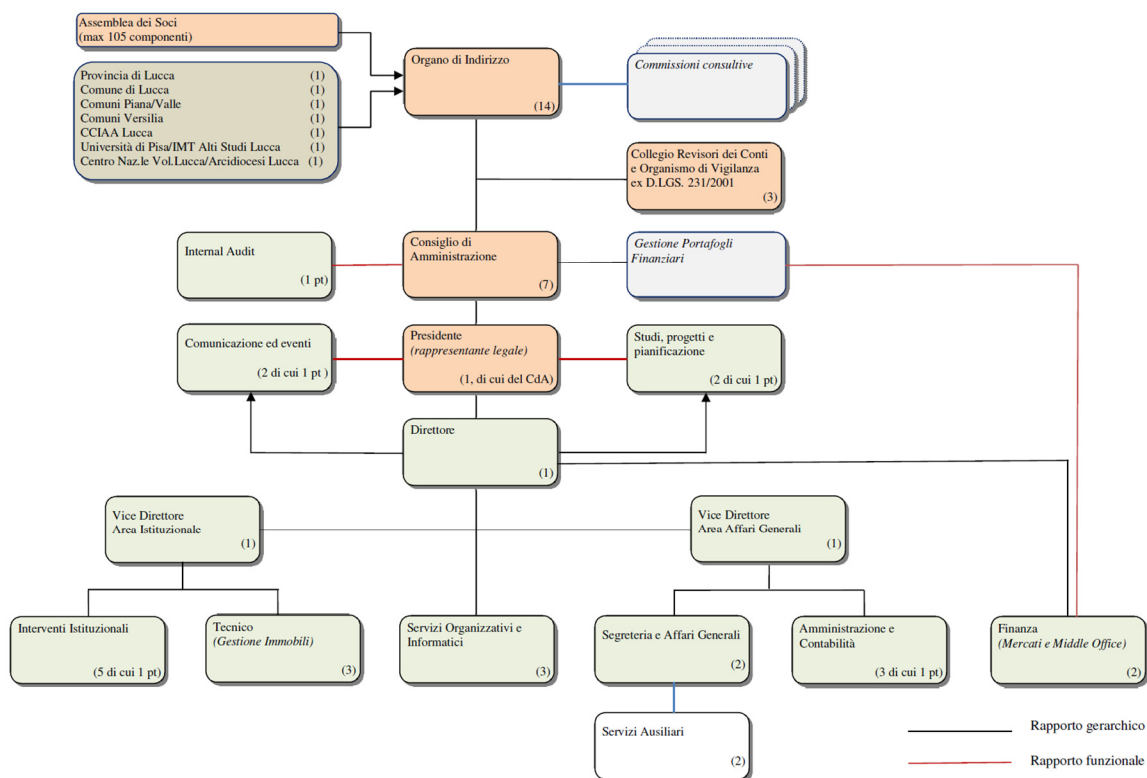 Assemblea dei Soci
(max 105 componenti)
Organo di Indirizzo
(14)
Commissioni consultive
Provincia di Lucca (1)
Comune di Lucca (1)
Comuni Piana/Valle (1)
Comuni Versilia (1)
CCIAA Lucca (1)
Università di Pisa/IMT Alti Studi Lucca (1)
Centro Naz.le Vol.Lucca/Arcidiocesi Lucca (1)
Collegio Revisori dei Conti
e Organismo di Vigilanza
ex D.LGS. 231/2001
(3)
Internal Audit
(1 pt)
Consiglio di
Amministrazione
(7)
Gestione Portafogli
Finanziari
Comunicazione ed eventi
(2 di cui 1 pt )
Presidente
(rappresentante legale)
(1, di cui del CdA)
Studi, progetti e
pianificazione
(2 di cui 1 pt)
Direttore
(1)
Vice Direttore
Area Istituzionale
(1)
Vice Direttore
Area Affari Generali
(1)
Interventi Istituzionali
(5 di cui 1 pt)
Tecnico
(Gestione Immobili)
(3)
Servizi Organizzativi e
Informatici
(3)
Segreteria e Affari Generali
(2)
Amministrazione e
Contabilità
(3 di cui 1 pt)
Finanza
(Mercati e Middle Office)
(2)
Servizi Ausiliari
(2)
Rapporto gerarchico
Rapporto funzionale